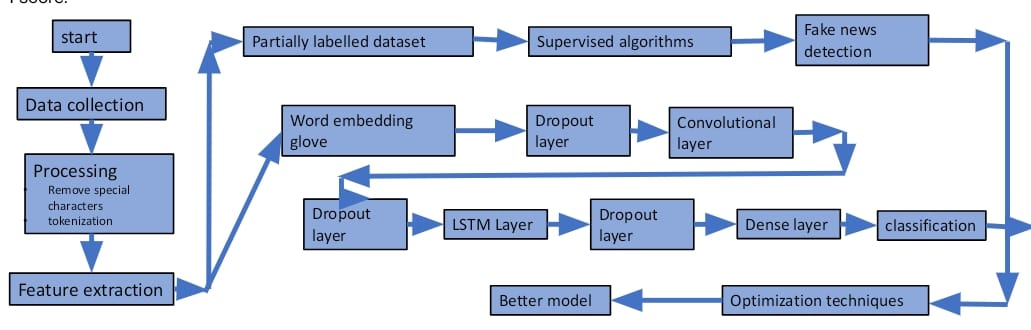 start
Data collection
Processing
Remove special
characters
tokenization
Feature extraction
Partially labelled dataset
Supervised algorithms
Fake news
detection
Word embedding
glove
Dropout
layer
Convolutional
layer
Dropout
layer
LSTM Layer
Dropout
layer
Dense layer
classification
Optimization techniques
Better model